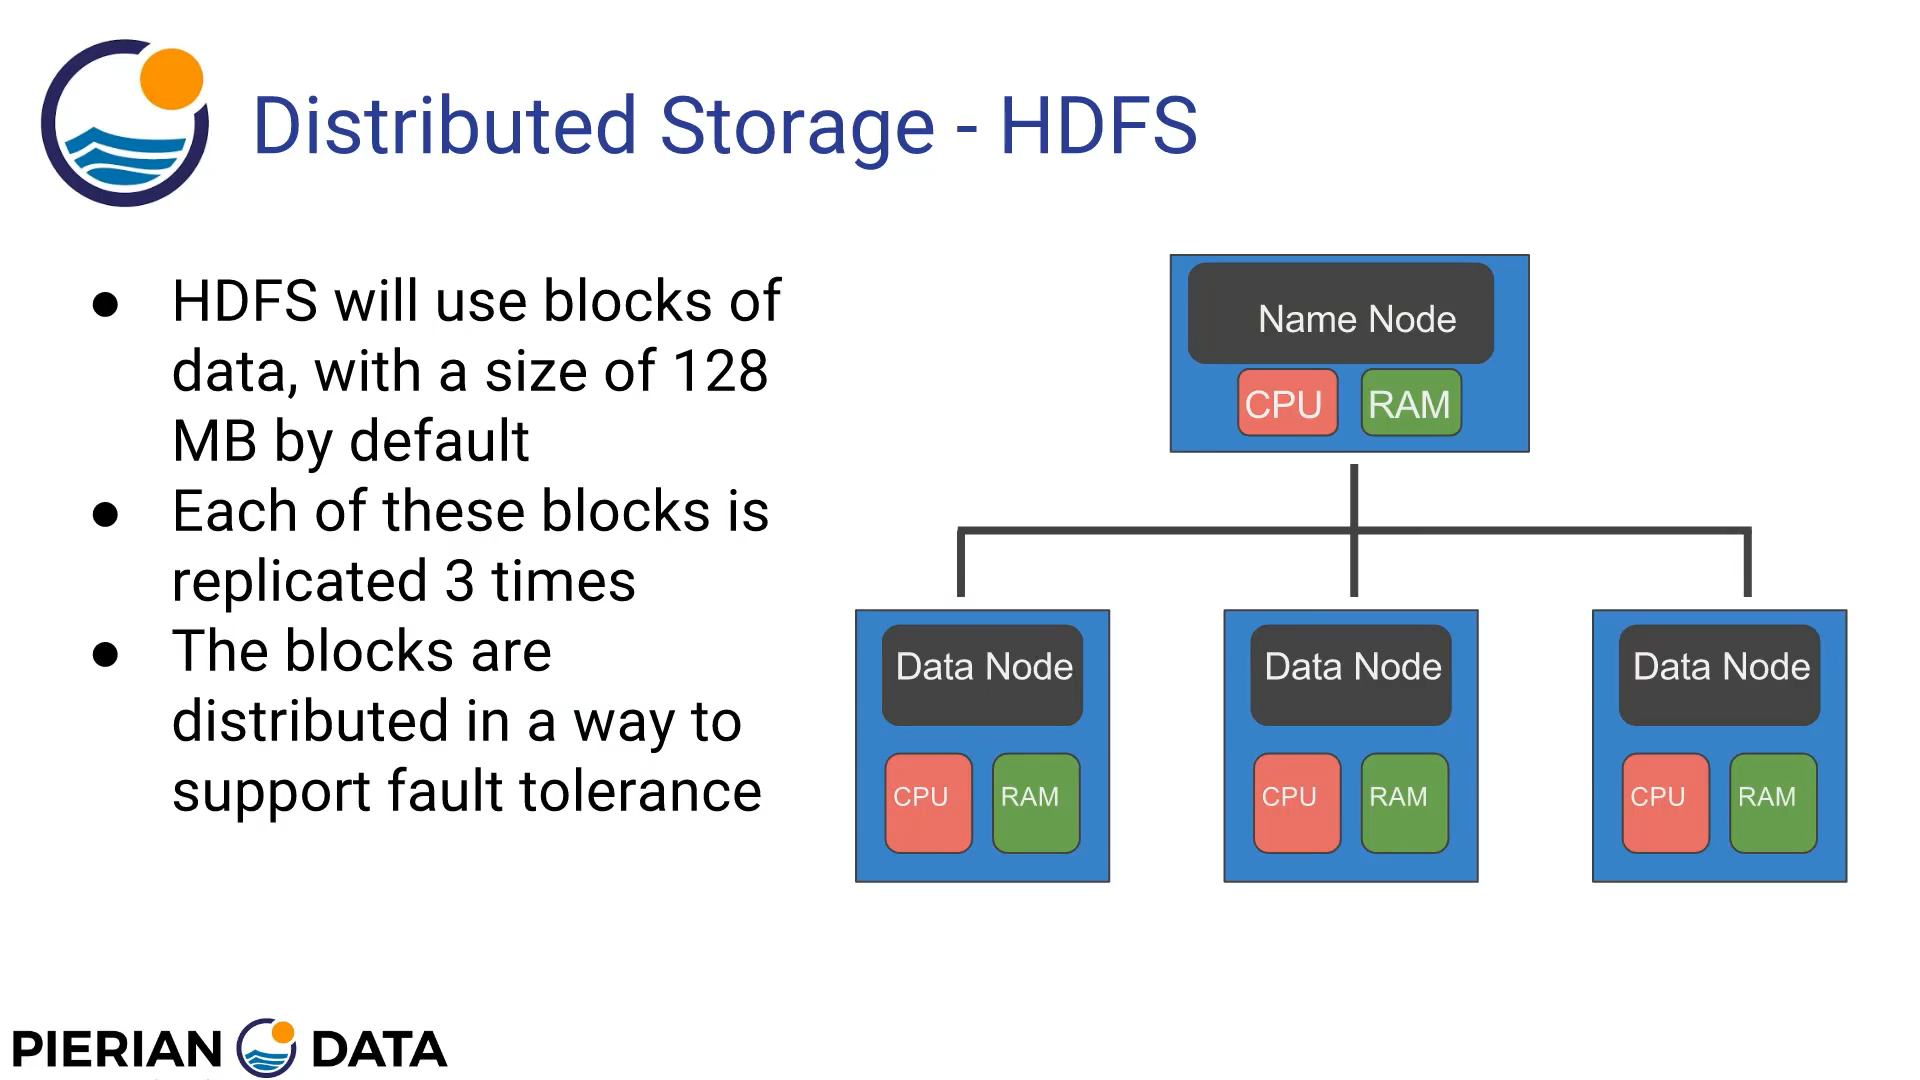 Distributed Storage - HDFS
● HDFS will use blocks of
data, with a size of 128
MB by default
● Each of these blocks is
replicated 3 times
● The blocks are
distributed in a way to
support fault tolerance
Name Node
CPU RAM
Data Node Data Node Data Node
CPU RAM CPU RAM CPU RAM
PIERIAN DATA